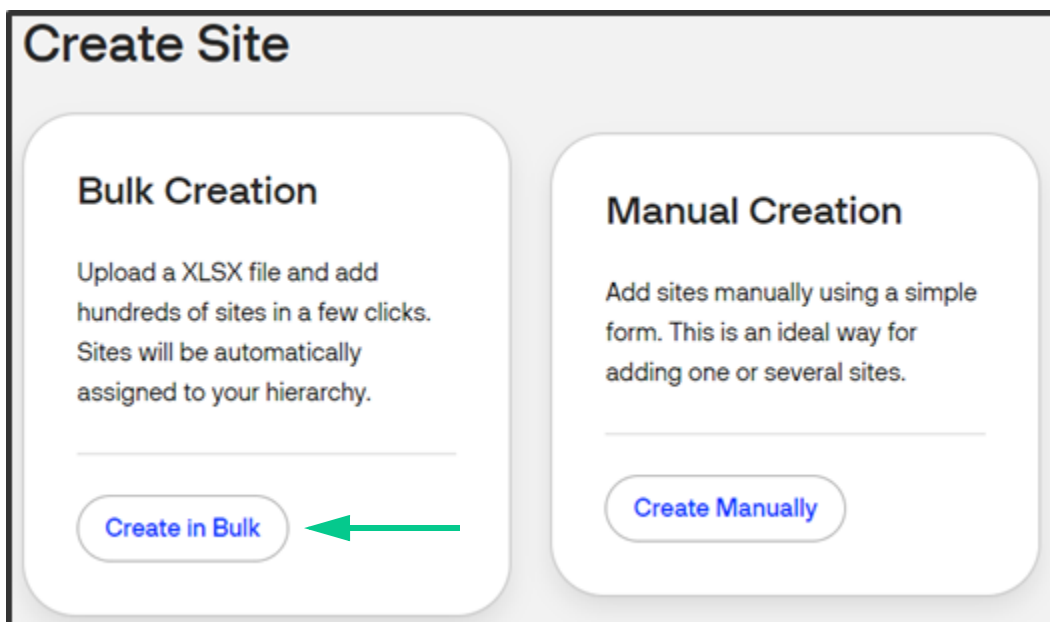 Create Site
Bulk Creation
Upload a XLSX file and add
hundreds of sites in a few clicks.
Sites will be automatically
assigned to your hierarchy.
Create in Bulk
Manual Creation
Add sites manually using a simple
form. This is an ideal way for
adding one or several sites.
Create Manually